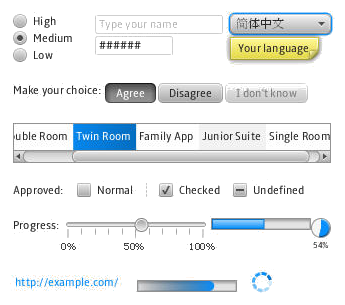 High
Medium
Low
Type your name
######
简体中文
Your language
Make your choice: Agree Disagree I don't know
uble Room Twin Room Family App Junior Suite Single Room
Approved: Normal Checked Undefined
Progress:
0% 50% 100%
54%
http://example.com/